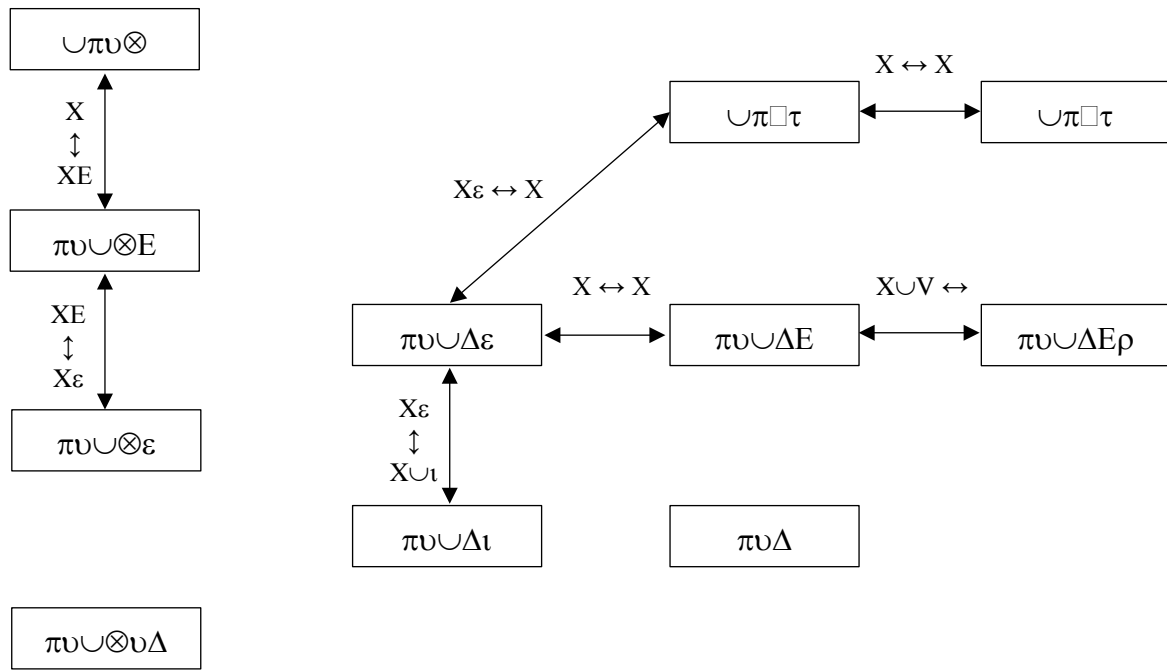 ∪πυ⊗
X
↕
XE
πυ∪⊗E
XE
↕
Xε
πυ∪⊗ε
πυ∪⊗υΔ
X ↔ X
∪π□τ
∪π□τ
Xε ↔ X
X ↔ X
X∪V ↔
πυ∪Δε
πυ∪ΔE
πυ∪ΔEρ
Xε
↕
X∪ι
πυ∪Δι
πυΔ